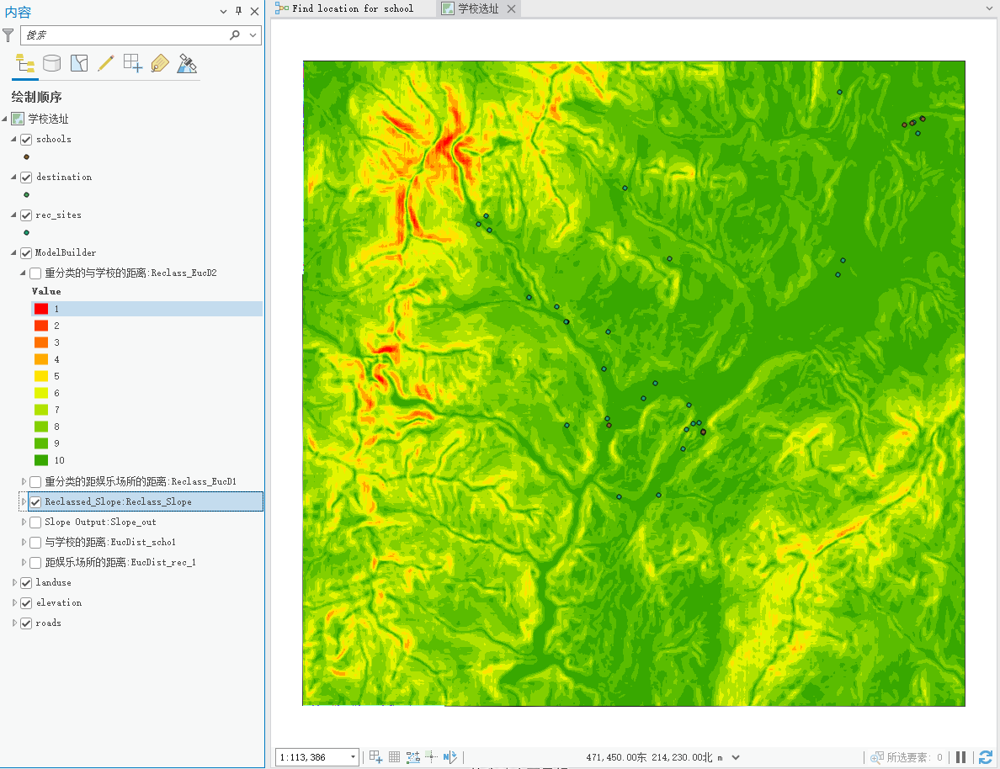 内容
搜索
绘制顺序
学校选址
schools
destination
rec_sites
ModelBuilder
重分类的与学校的距离:Reclass_EucD2
Value
1
2
3
4
5
6
7
8
9
10
重分类的距娱乐场所的距离:Reclass_EucD1
Reclassed_Slope:Reclass_Slope
Slope Output:Slope_out
与学校的距离:EucDist_scho1
距娱乐场所的距离:EucDist_rec_1
landuse
elevation
roads
Find location for school
学校选址
1:113,386
471,450.00东 214,230.00北 m
所选要素: 0